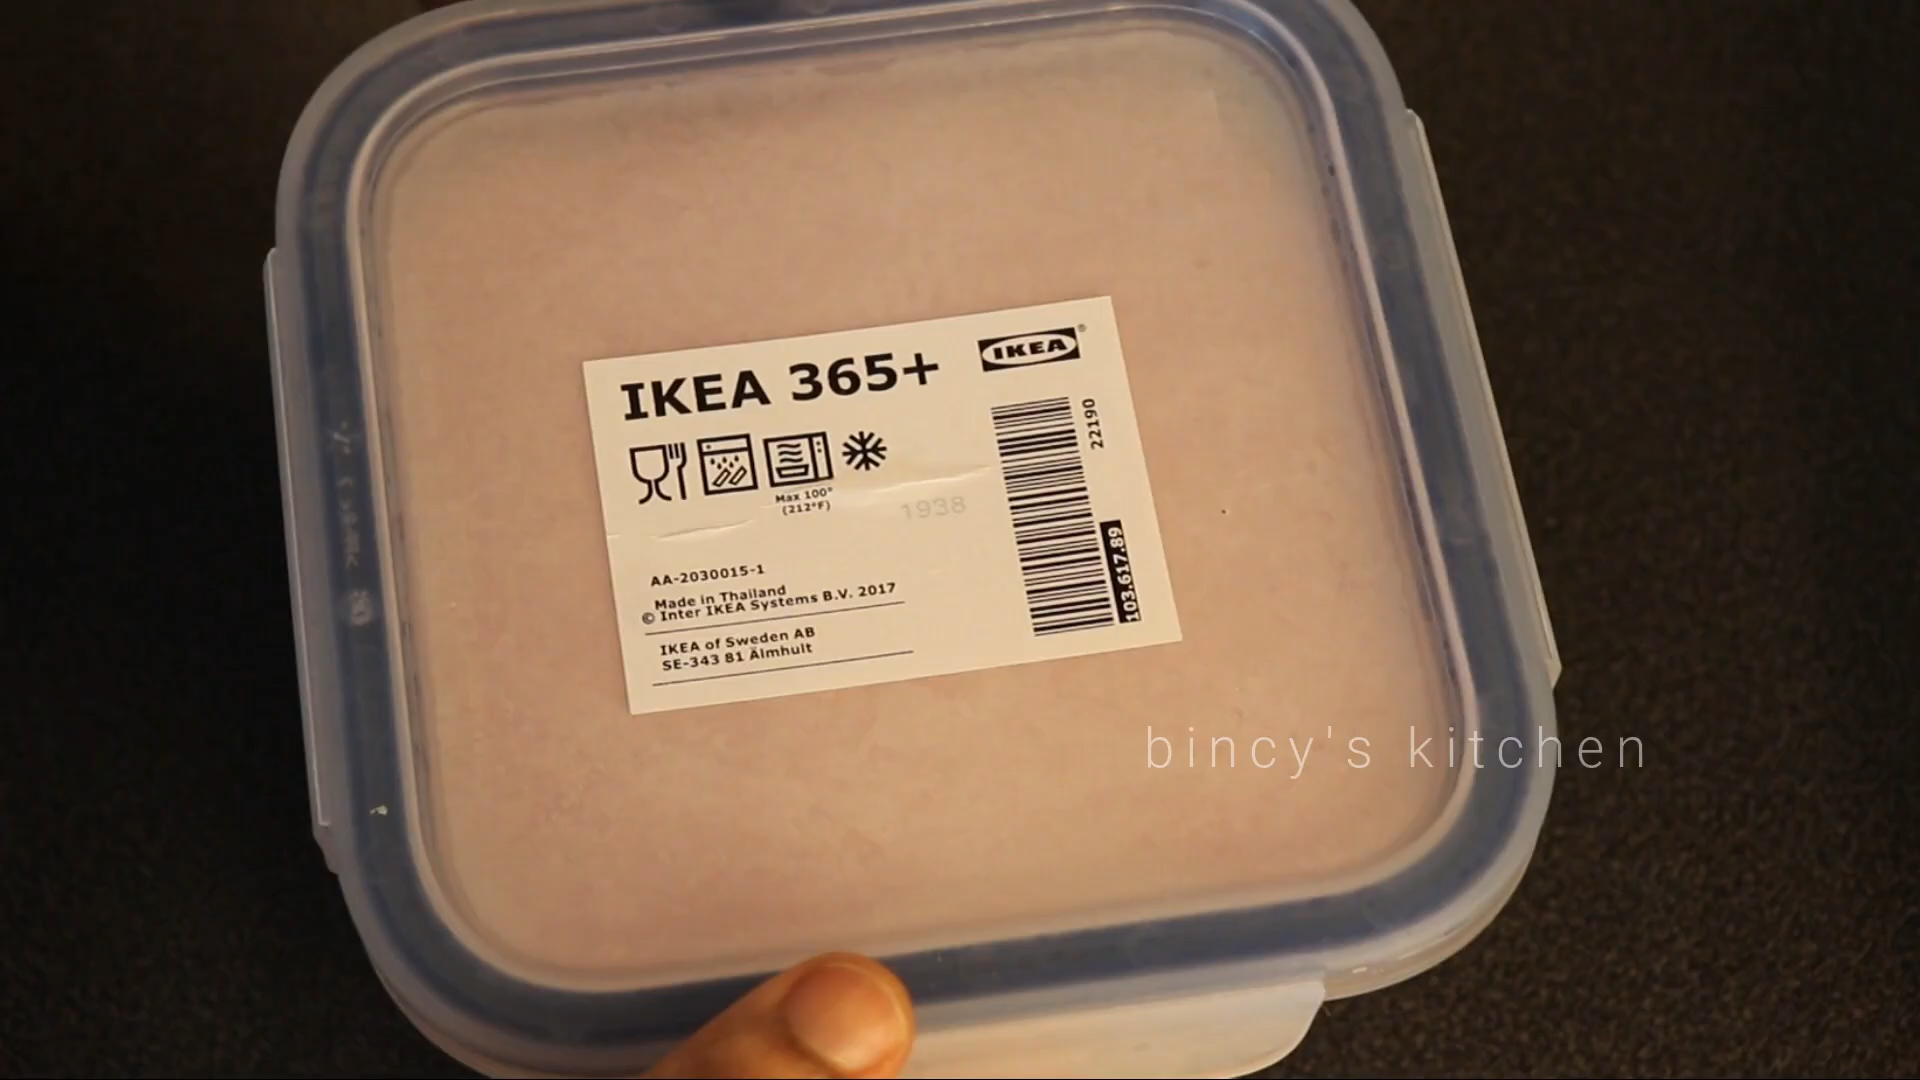 IKEA 365+
IKEA
®
Max 100°
(212°F)
1938
22190
103.617.89
AA-2030015-1
Made in Thailand
© Inter IKEA Systems B.V. 2017
IKEA of Sweden AB
SE-343 81 Älmhult
bincy's kitchen